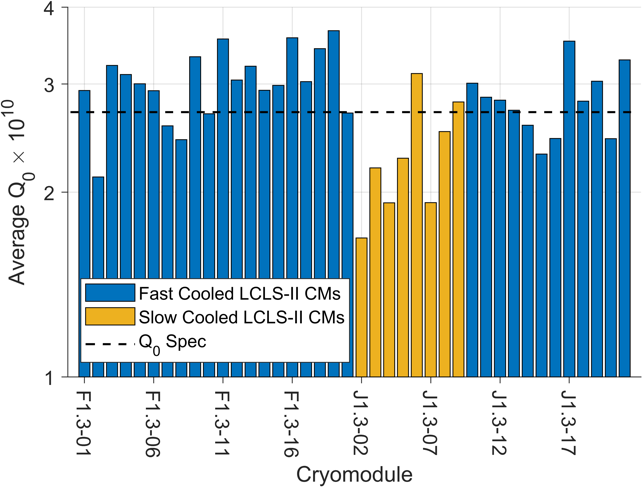 Average Q0 × 10^10
4
3
2
1
Fast Cooled LCLS-II CMs
Slow Cooled LCLS-II CMs
Q0 Spec
F1.3-01
F1.3-06
F1.3-11
F1.3-16
J1.3-02
J1.3-07
J1.3-12
J1.3-17
Cryomodule